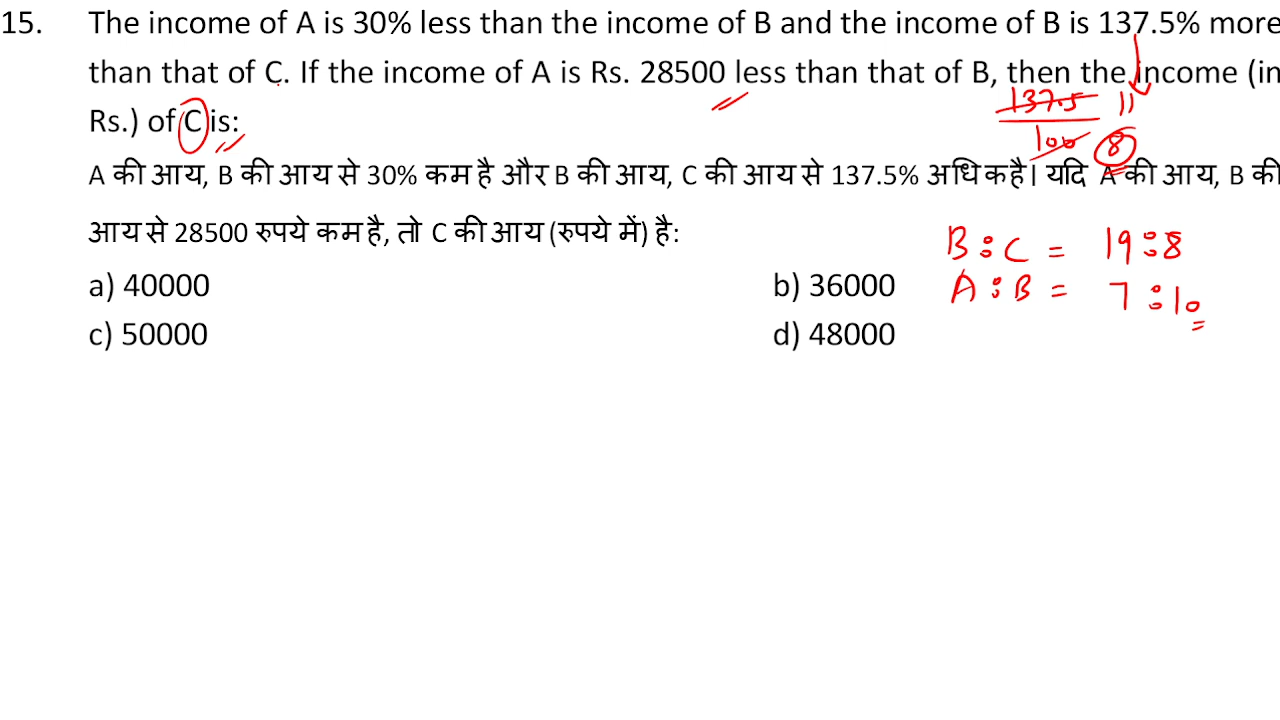 15. The income of A is 30% less than the income of B and the income of B is 137.5% more
than that of C. If the income of A is Rs. 28500 less than that of B, then the income (in
Rs.) of C is:
137.5 11
100 8
A की आय, B की आय से 30% कम है और B की आय, C की आय से 137.5% अधिक है। यदि A की आय, B की
आय से 28500 रुपये कम है, तो C की आय (रुपये में) है:
B : C = 19 : 8
a) 40000 b) 36000 A : B = 7 : 10
c) 50000 d) 48000